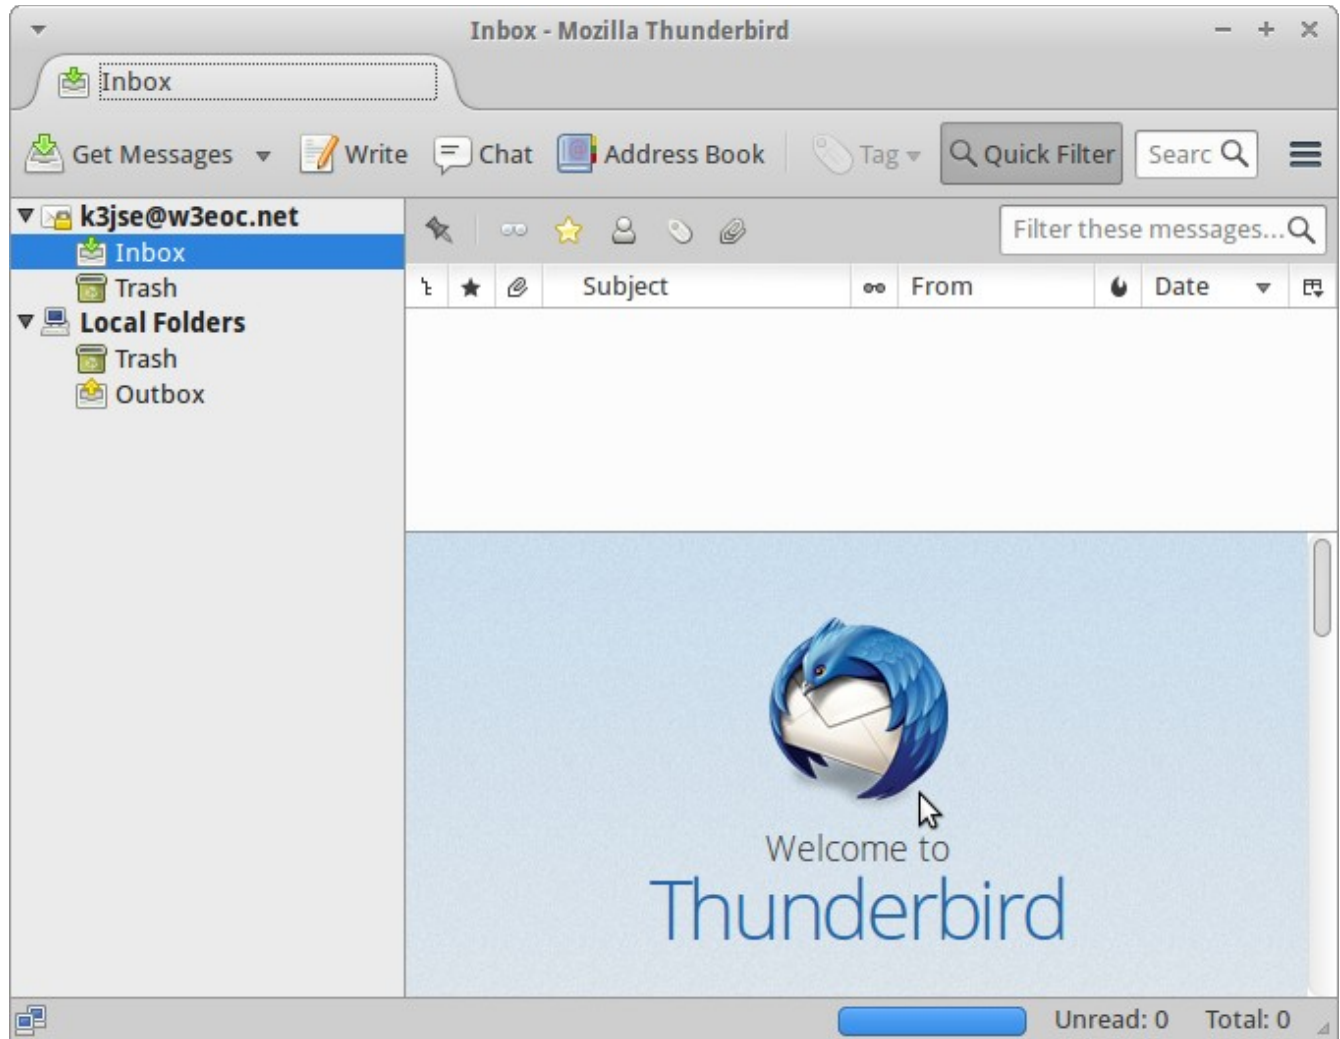 Inbox - Mozilla Thunderbird
Inbox
Get Messages Write Chat Address Book Tag Quick Filter Searc
k3jse@w3eoc.net
Inbox
Trash
Local Folders
Trash
Outbox
Filter these messages...
Subject From Date
Welcome to
Thunderbird
Unread: 0 Total: 0